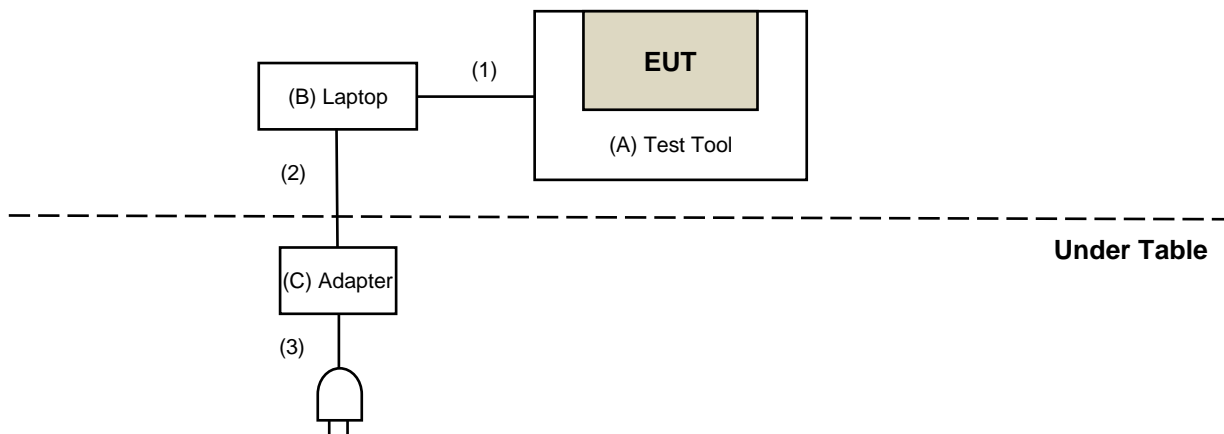 EUT
(1)
(B) Laptop
(A) Test Tool
(2)
Under Table
(C) Adapter
(3)